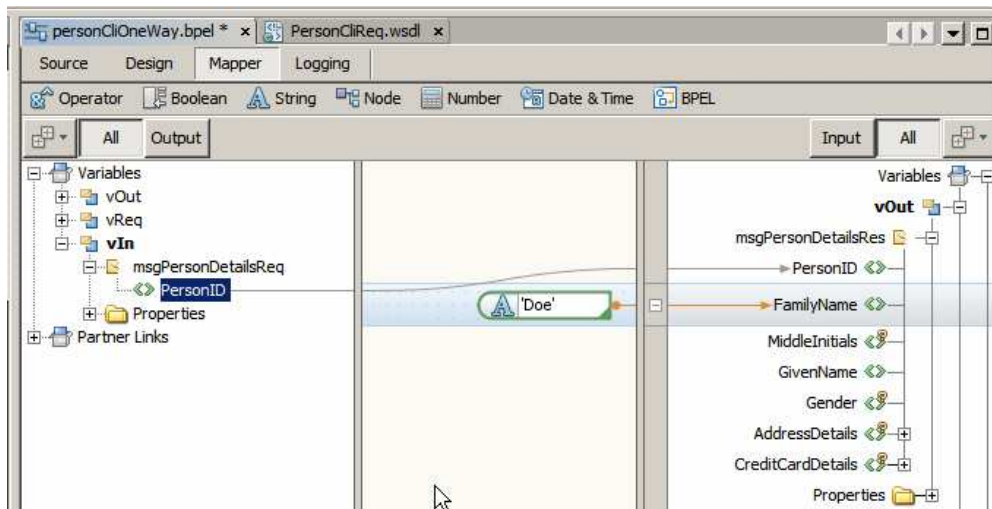 personCliOneWay.bpel * x PersonCliReq.wsdl x
Source Design Mapper Logging
Operator Boolean A String Node Number Date & Time BPEL
All Output Input All
Variables Variables
vOut vOut
vReq
vIn msgPersonDetailsRes
msgPersonDetailsReq PersonID
PersonID
Properties A 'Doe' FamilyName
Partner Links
MiddleInitials
GivenName
Gender
AddressDetails
CreditCardDetails
Properties